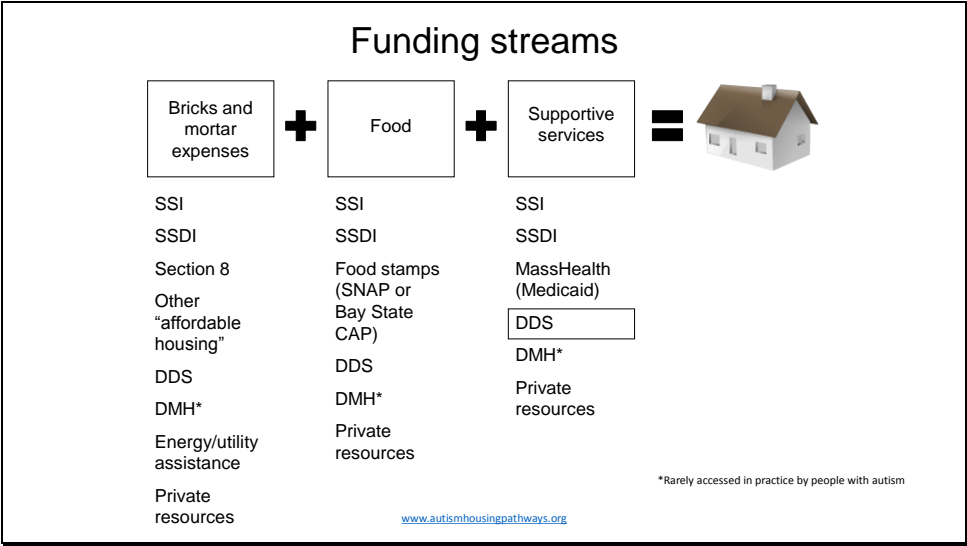 Funding streams
Bricks and
mortar
expenses
Food
Supportive
services
SSI
SSDI
Section 8
Other
“affordable
housing”
DDS
DMH*
Energy/utility
assistance
Private
resources
SSI
SSDI
Food stamps
(SNAP or
Bay State
CAP)
DDS
DMH*
Private
resources
SSI
SSDI
MassHealth
(Medicaid)
DDS
DMH*
Private
resources
*Rarely accessed in practice by people with autism
www.autismhousingpathways.org